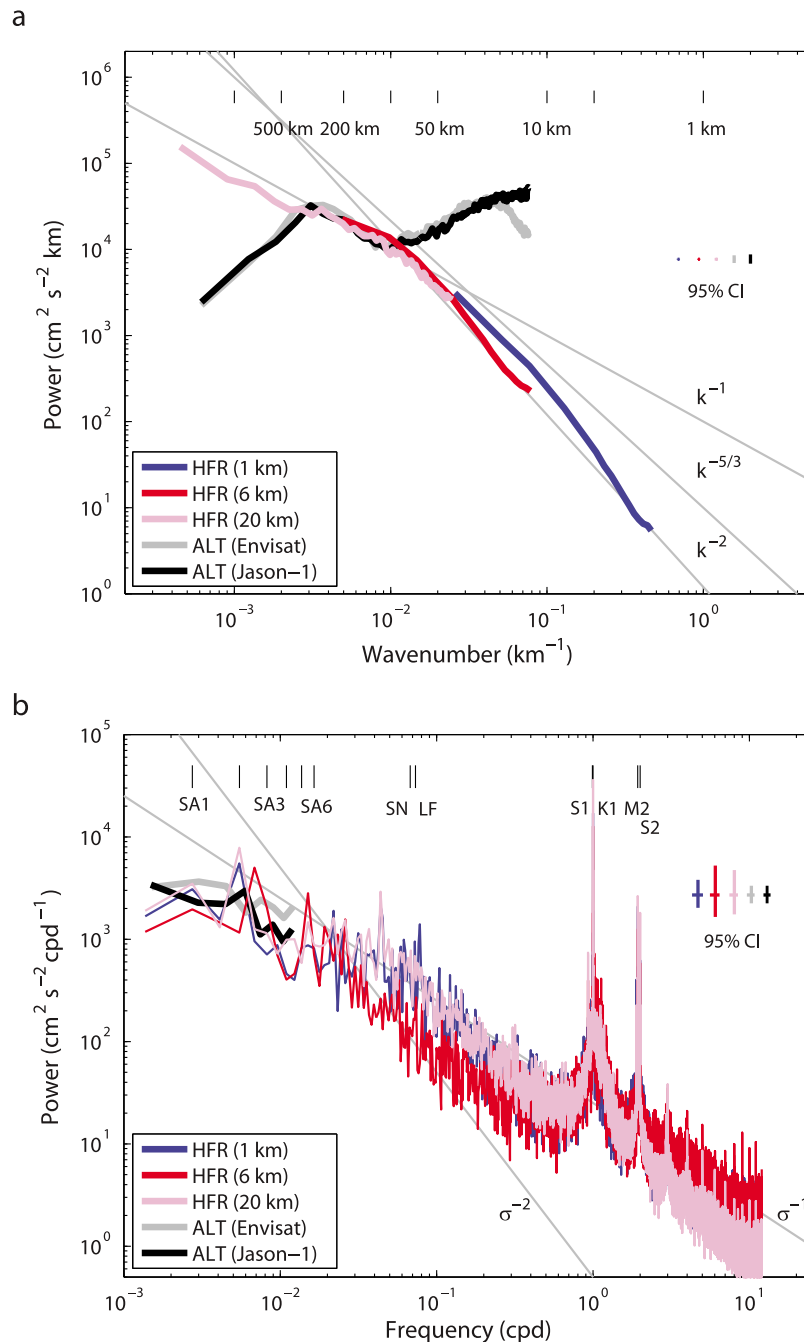 a
10⁶
10⁵
10⁴
10³
10²
10¹
10⁰
Power (cm² s⁻² km)
500 km 200 km 50 km 10 km 1 km
95% CI
k⁻¹
k⁻⁵/³
k⁻²
HFR (1 km)
HFR (6 km)
HFR (20 km)
ALT (Envisat)
ALT (Jason−1)
10⁻³ 10⁻² 10⁻¹ 10⁰
Wavenumber (km⁻¹)
b
10⁵
10⁴
10³
10²
10¹
10⁰
Power (cm² s⁻² cpd⁻¹)
SA1 SA3 SA6 SN LF S1 K1 M2
S2
95% CI
σ⁻² σ⁻¹
HFR (1 km)
HFR (6 km)
HFR (20 km)
ALT (Envisat)
ALT (Jason−1)
10⁻³ 10⁻² 10⁻¹ 10⁰ 10¹
Frequency (cpd)